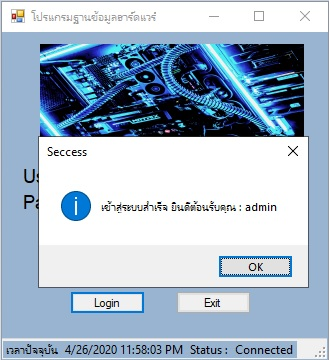 โปรแกรมฐานข้อมูลฮาร์ดแวร์
Seccess
Us
Pa
เข้าสู่ระบบสำเร็จ ยินดีต้อนรับคุณ : admin
OK
Login
Exit
เวลาปัจจุบัน 4/26/2020 11:58:03 PM Status : Connected